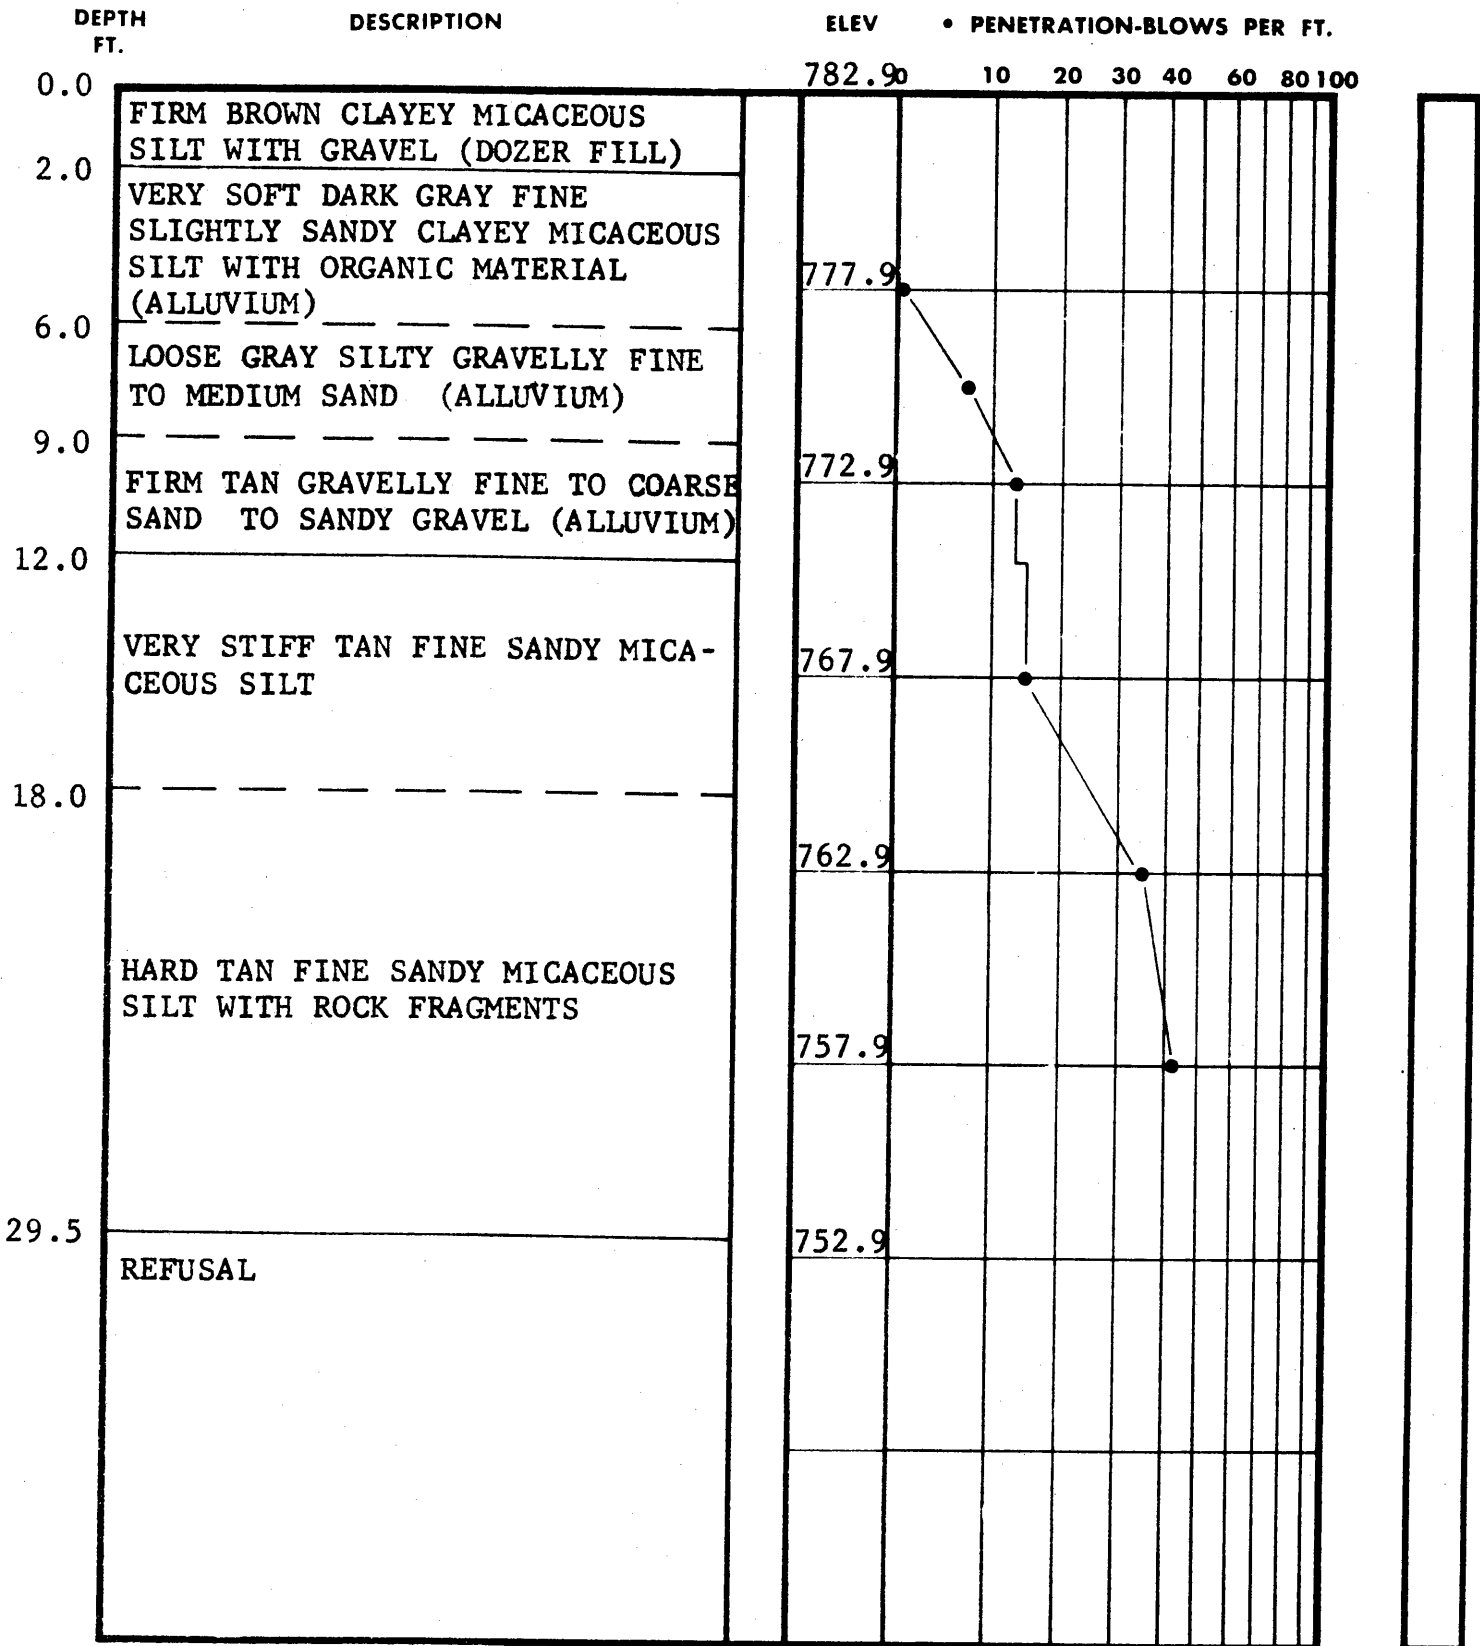 DEPTH DESCRIPTION ELEV • PENETRATION-BLOWS PER FT.
FT.
0.0 782.9 0 10 20 30 40 60 80 100
FIRM BROWN CLAYEY MICACEOUS
SILT WITH GRAVEL (DOZER FILL)
2.0
VERY SOFT DARK GRAY FINE
SLIGHTLY SANDY CLAYEY MICACEOUS
SILT WITH ORGANIC MATERIAL
777.9
(ALLUVIUM)
6.0
LOOSE GRAY SILTY GRAVELLY FINE
TO MEDIUM SAND (ALLUVIUM)
9.0
772.9
FIRM TAN GRAVELLY FINE TO COARSE
SAND TO SANDY GRAVEL (ALLUVIUM)
12.0
VERY STIFF TAN FINE SANDY MICA-
767.9
CEOUS SILT
18.0
762.9
HARD TAN FINE SANDY MICACEOUS
SILT WITH ROCK FRAGMENTS
757.9
29.5
752.9
REFUSAL